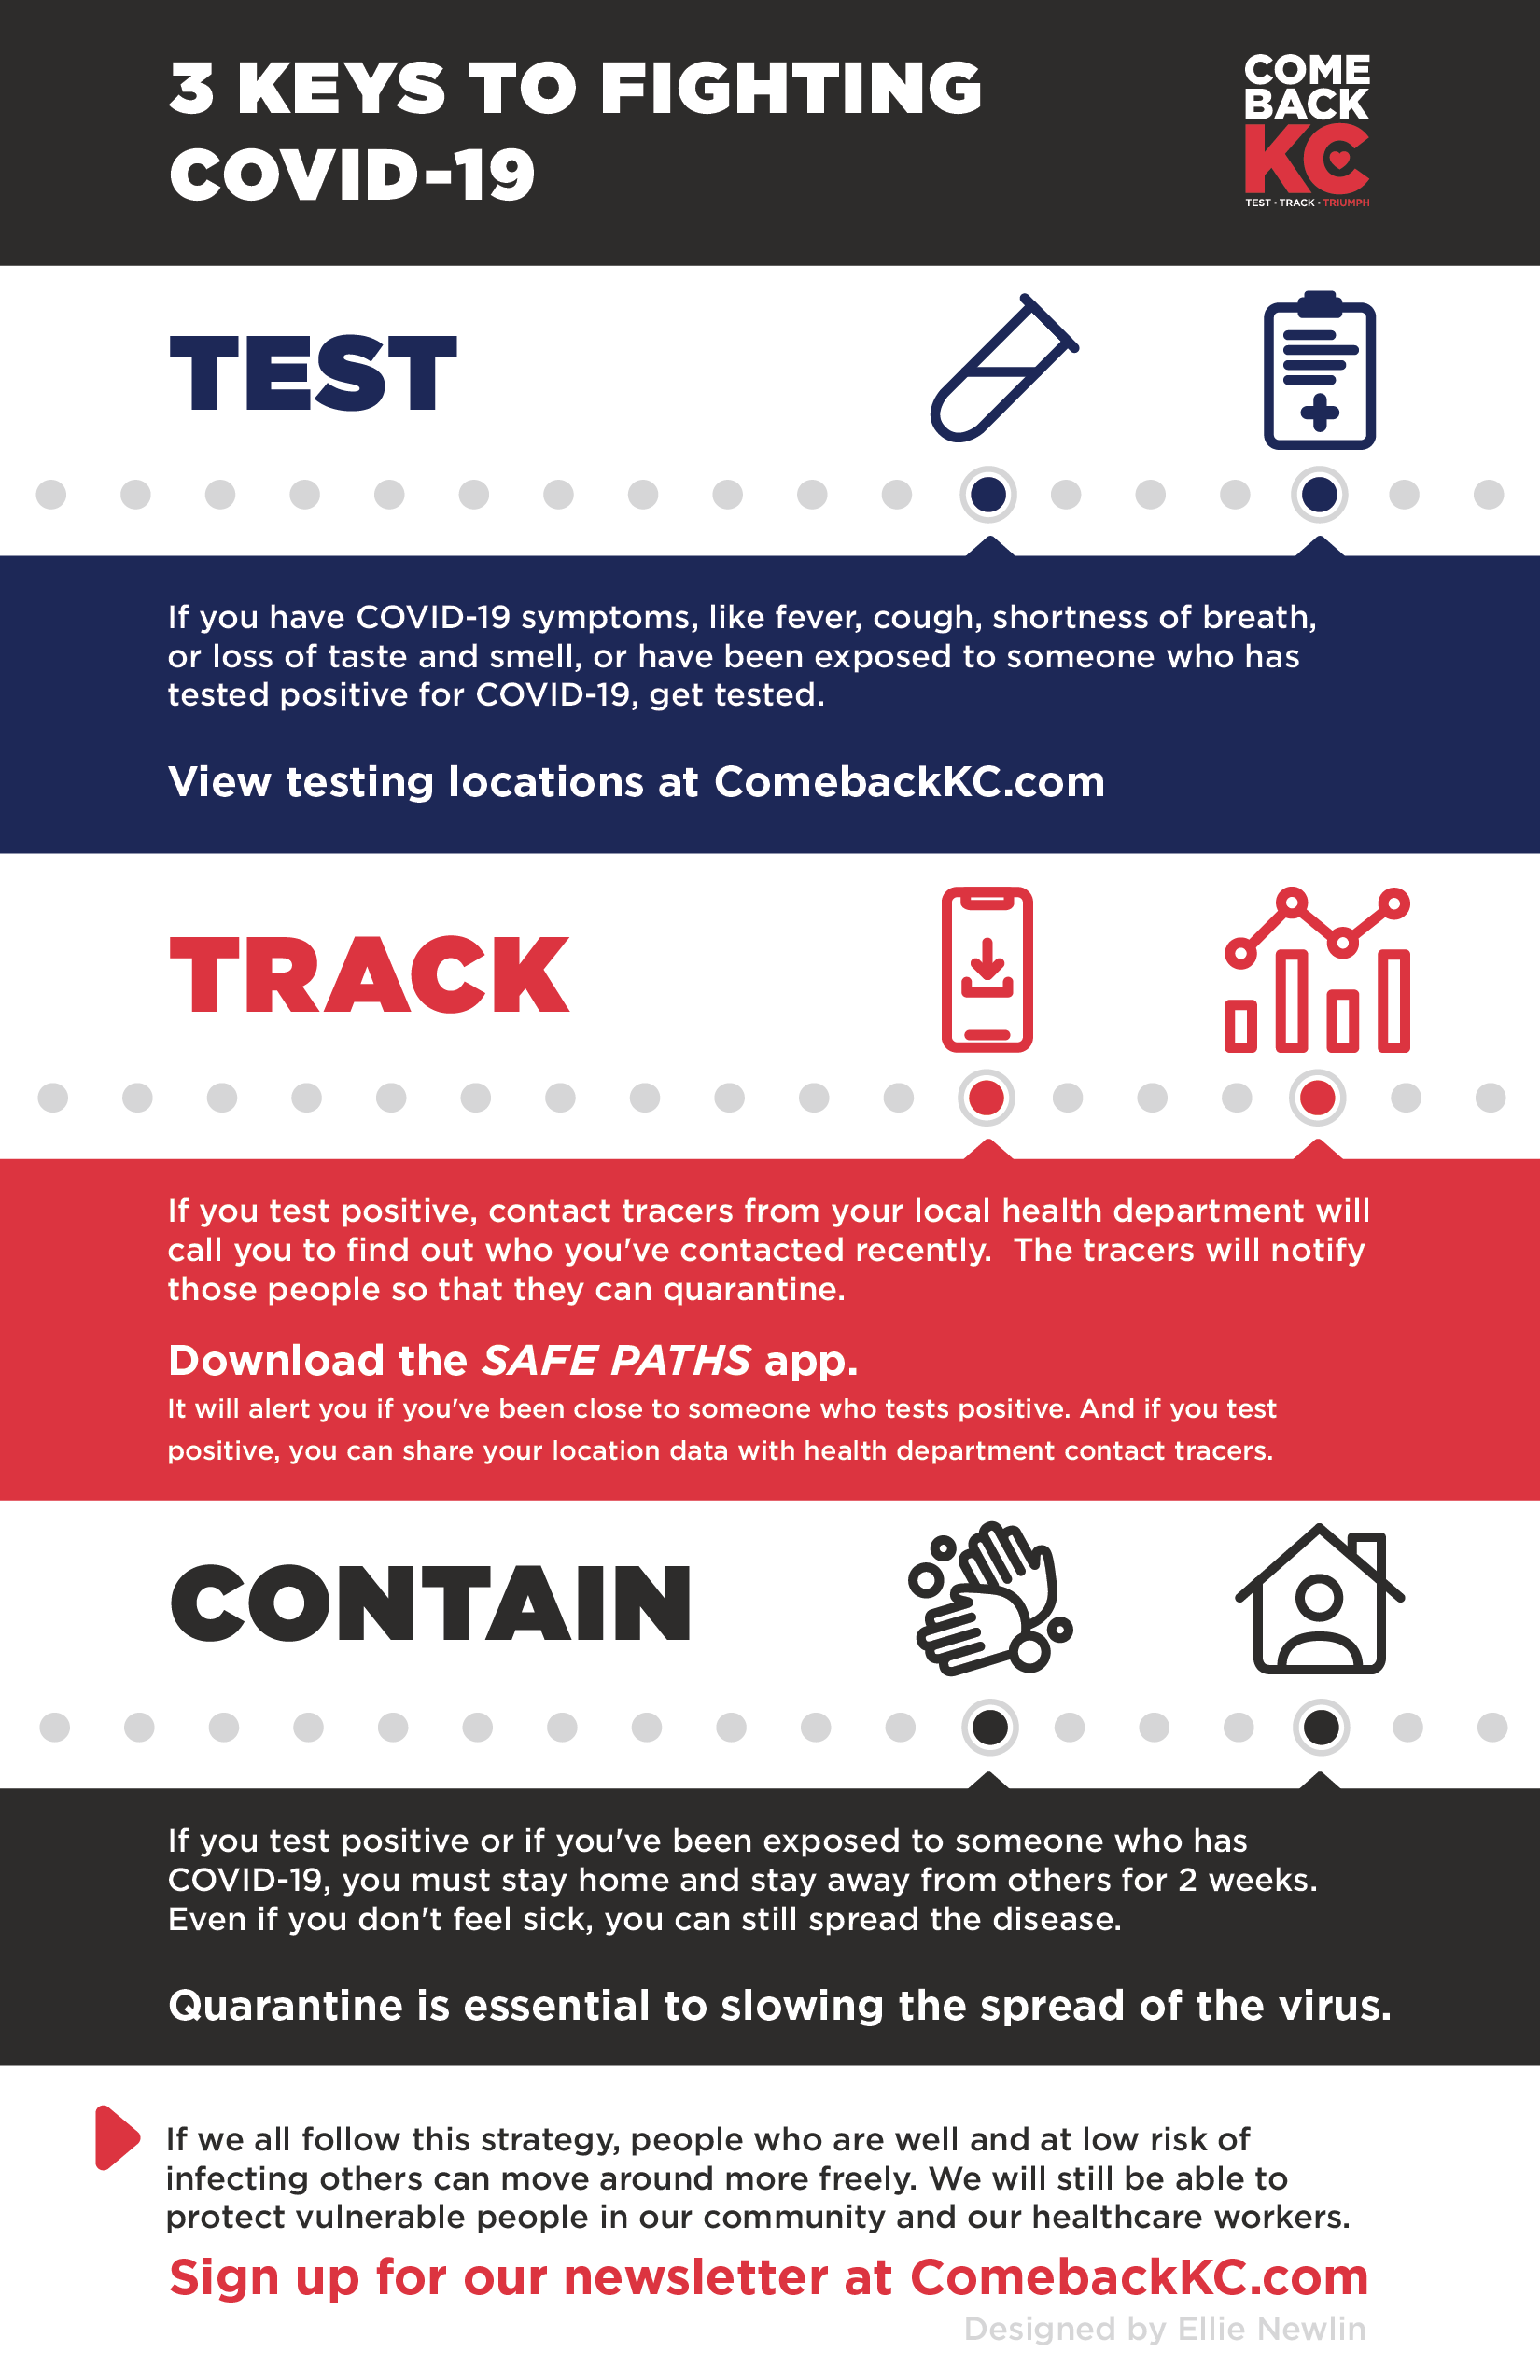 3 KEYS TO FIGHTING
COVID-19
COME
BACK
KC
TEST • TRACK • TRIUMPH
TEST
If you have COVID-19 symptoms, like fever, cough, shortness of breath,
or loss of taste and smell, or have been exposed to someone who has
tested positive for COVID-19, get tested.
View testing locations at ComebackKC.com
TRACK
If you test positive, contact tracers from your local health department will
call you to find out who you've contacted recently.  The tracers will notify
those people so that they can quarantine.
Download the SAFE PATHS app.
It will alert you if you've been close to someone who tests positive. And if you test
positive, you can share your location data with health department contact tracers.
CONTAIN
If you test positive or if you've been exposed to someone who has
COVID-19, you must stay home and stay away from others for 2 weeks.
Even if you don't feel sick, you can still spread the disease.
Quarantine is essential to slowing the spread of the virus.
If we all follow this strategy, people who are well and at low risk of
infecting others can move around more freely. We will still be able to
protect vulnerable people in our community and our healthcare workers.
Sign up for our newsletter at ComebackKC.com
Designed by Ellie Newlin